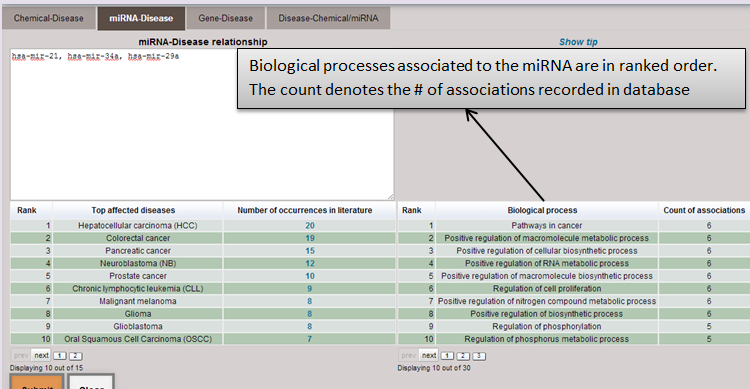 Chemical-Disease miRNA-Disease Gene-Disease Disease-Chemical/miRNA
miRNA-Disease relationship
Show tip
hsa-mir-21, hsa-mir-34a, hsa-mir-29a
Biological processes associated to the miRNA are in ranked order.
The count denotes the # of associations recorded in database
Rank Top affected diseases Number of occurrences in literature
1 Hepatocellular carcinoma (HCC) 20
2 Colorectal cancer 19
3 Pancreatic cancer 15
4 Neuroblastoma (NB) 12
5 Prostate cancer 10
6 Chronic lymphocytic leukemia (CLL) 9
7 Malignant melanoma 8
8 Glioma 8
9 Glioblastoma 8
10 Oral Squamous Cell Carcinoma (OSCC) 7
prev next 1 2
Displaying 10 out of 15
Rank Biological process Count of associations
1 Pathways in cancer 6
2 Positive regulation of macromolecule metabolic process 6
3 Positive regulation of cellular biosynthetic process 6
4 Positive regulation of RNA metabolic process 6
5 Positive regulation of macromolecule biosynthetic process 6
6 Regulation of cell proliferation 6
7 Positive regulation of nitrogen compound metabolic process 6
8 Positive regulation of biosynthetic process 6
9 Regulation of phosphorylation 5
10 Regulation of phosphorus metabolic process 5
prev next 1 2 3
Displaying 10 out of 30
Submit Clear